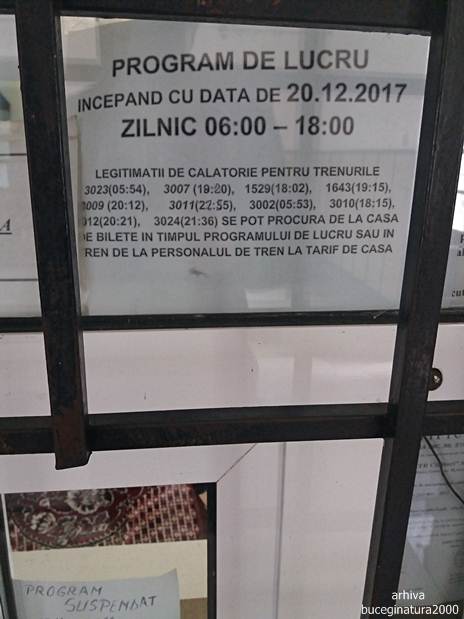 PROGRAM DE LUCRU
INCEPAND CU DATA DE 20.12.2017
ZILNIC 06:00 – 18:00
LEGITIMATII DE CALATORIE PENTRU TRENURILE
3023(05:54), 3007 (19:20), 1529(18:02), 1643(19:15),
3009 (20:12), 3011(22:55), 3002(05:53), 3010(18:15),
012(20:21), 3024(21:36) SE POT PROCURA DE LA CASA
DE BILETE IN TIMPUL PROGRAMULUI DE LUCRU SAU IN
TREN DE LA PERSONALUL DE TREN LA TARIF DE CASA
PROGRAM
SUSPENDAT
arhiva
buceginatura2000